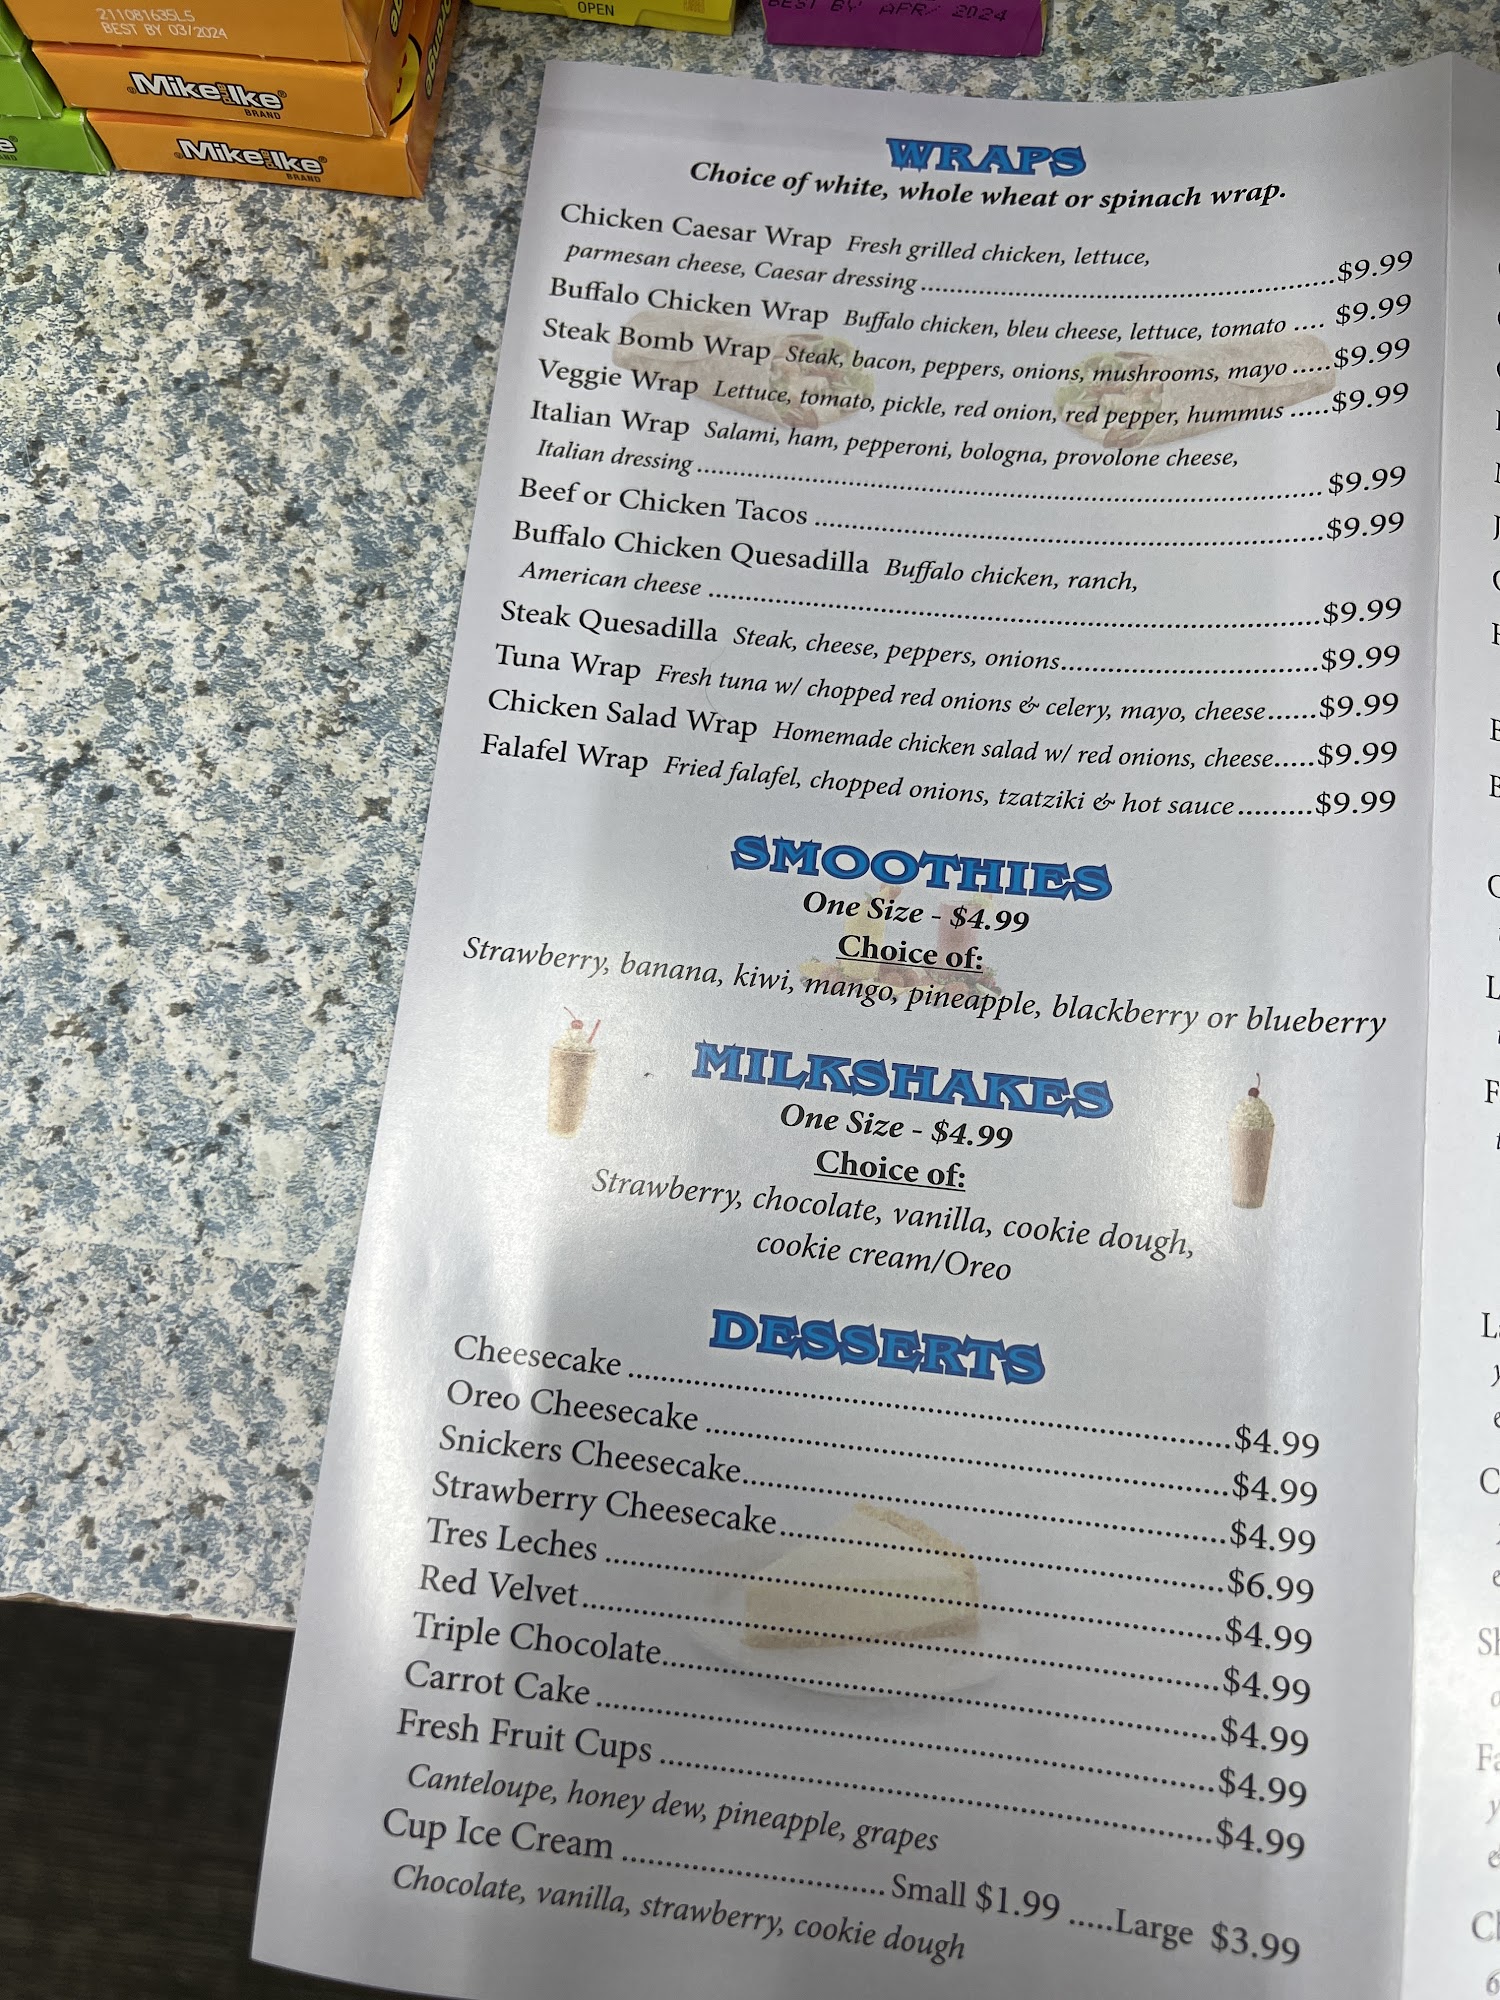 211081635L5
BEST BY 03/2024
OPEN
BEST BY APR/ 2024
Mike and Ike®
BRAND
Mike and Ike®
BRAND
WRAPS
Choice of white, whole wheat or spinach wrap.
Chicken Caesar Wrap Fresh grilled chicken, lettuce,
parmesan cheese, Caesar dressing ........ $9.99
Buffalo Chicken Wrap Buffalo chicken, bleu cheese, lettuce, tomato .... $9.99
Steak Bomb Wrap Steak, bacon, peppers, onions, mushrooms, mayo ..... $9.99
Veggie Wrap Lettuce, tomato, pickle, red onion, red pepper, hummus ..... $9.99
Italian Wrap Salami, ham, pepperoni, bologna, provolone cheese,
Italian dressing ........ $9.99
Beef or Chicken Tacos ........ $9.99
Buffalo Chicken Quesadilla Buffalo chicken, ranch,
American cheese ........ $9.99
Steak Quesadilla Steak, cheese, peppers, onions ........ $9.99
Tuna Wrap Fresh tuna w/ chopped red onions & celery, mayo, cheese ...... $9.99
Chicken Salad Wrap Homemade chicken salad w/ red onions, cheese ..... $9.99
Falafel Wrap Fried falafel, chopped onions, tzatziki & hot sauce ......... $9.99
SMOOTHIES
One Size - $4.99
Choice of:
Strawberry, banana, kiwi, mango, pineapple, blackberry or blueberry
MILKSHAKES
One Size - $4.99
Choice of:
Strawberry, chocolate, vanilla, cookie dough,
cookie cream/Oreo
DESSERTS
Cheesecake ........ $4.99
Oreo Cheesecake ........ $4.99
Snickers Cheesecake ........ $4.99
Strawberry Cheesecake ........ $6.99
Tres Leches ........ $4.99
Red Velvet ........ $4.99
Triple Chocolate ........ $4.99
Carrot Cake ........ $4.99
Fresh Fruit Cups ........ $4.99
Canteloupe, honey dew, pineapple, grapes
Cup Ice Cream ........ Small $1.99 ..... Large $3.99
Chocolate, vanilla, strawberry, cookie dough